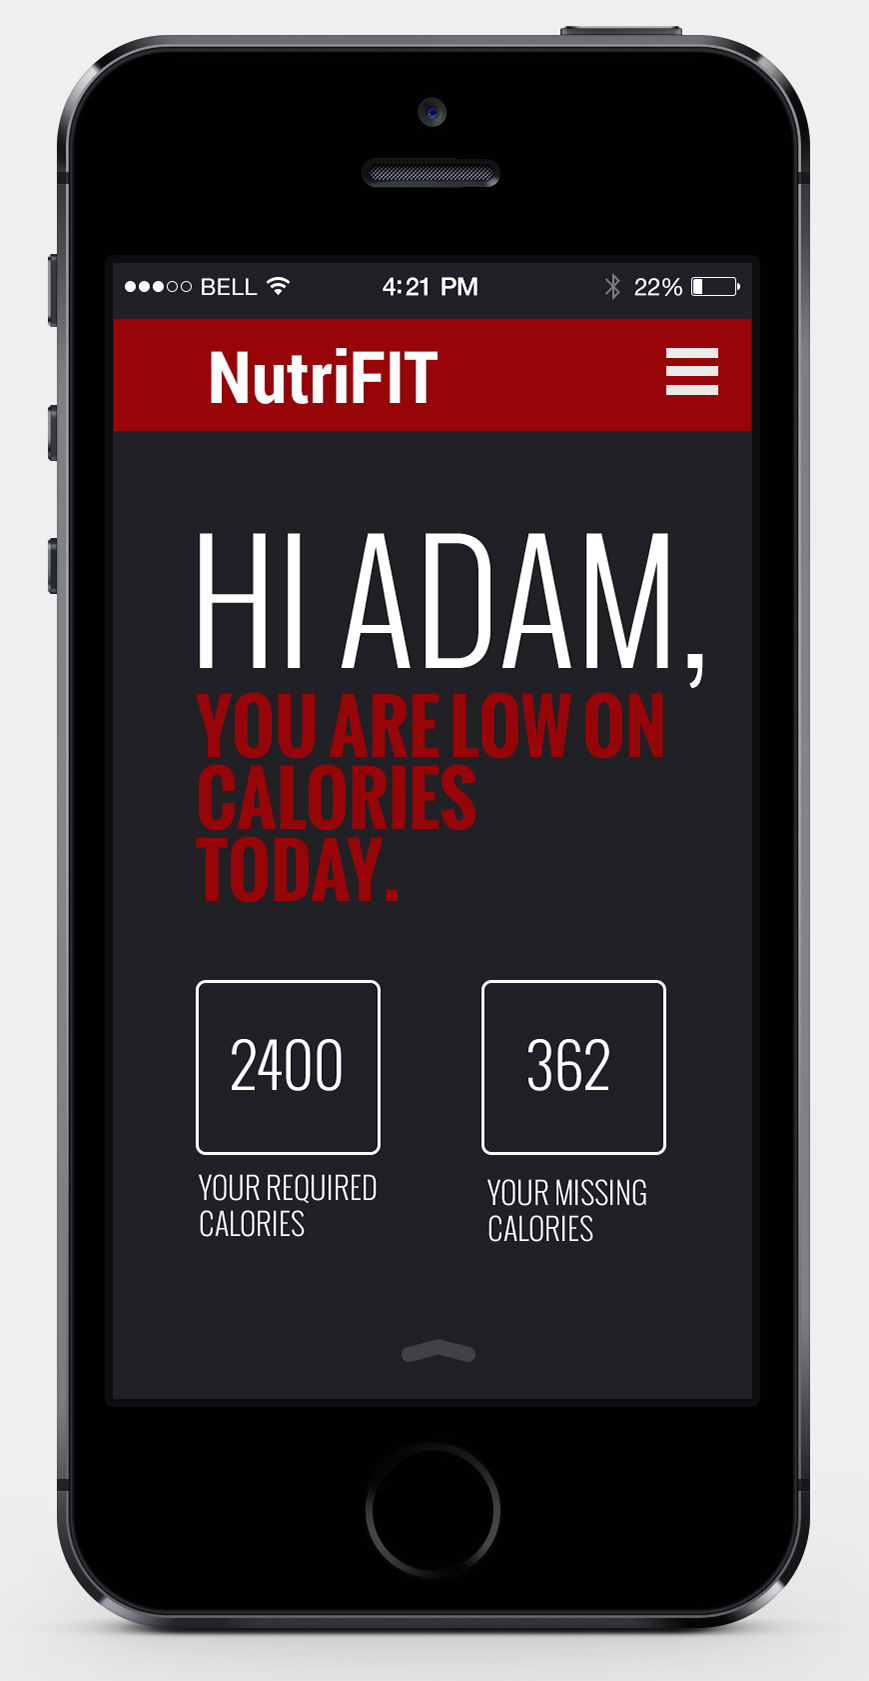 BELL 4:21 PM 22%
NutriFIT
HI ADAM,
YOU ARE LOW ON
CALORIES
TODAY.
2400 362
YOUR REQUIRED
CALORIES
YOUR MISSING
CALORIES